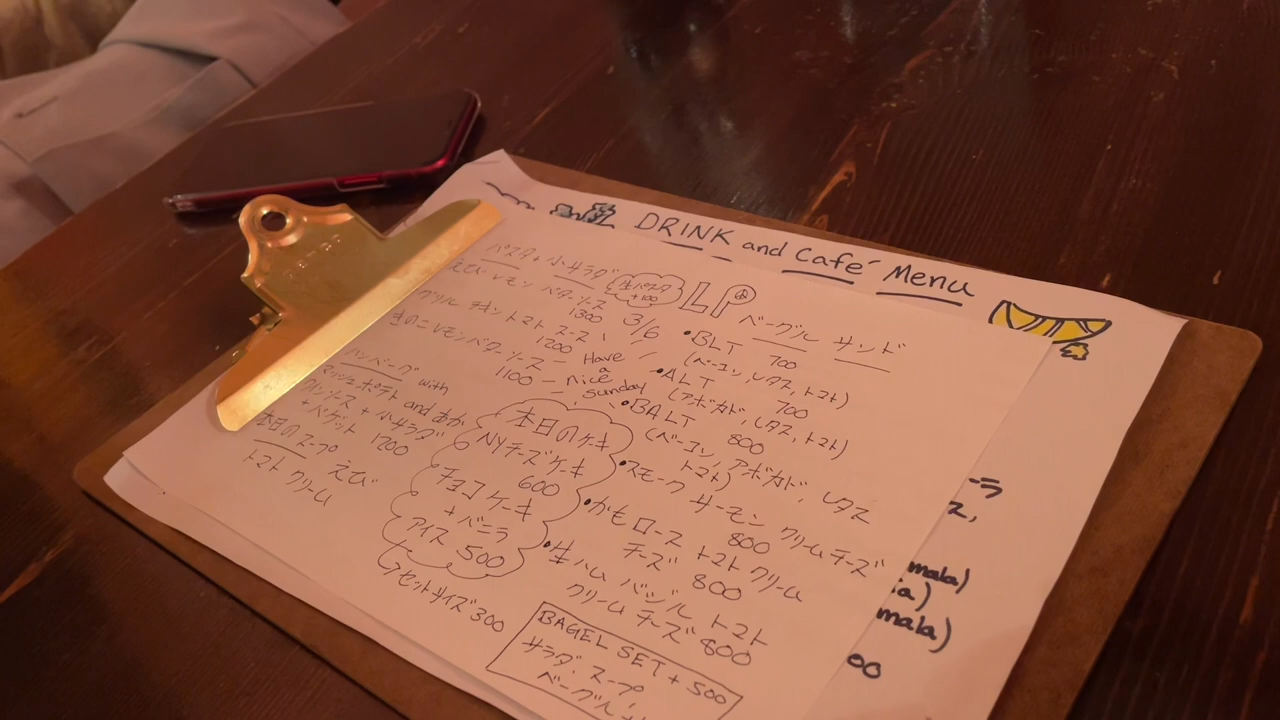 DRINK and Café Menu
パスタ+小サラダ
生パスタ
+100
えびレモン バターソース
1300
グリルチキントマトソース
1200
きのこレモンバターソース
1100
LP
3/6
Have
a
nice
sunday
ハンバーグ with
マッシュポテト and あか
ワインソース + 小サラダ
+バゲット 1200
本日のスープ えび
トマト クリーム
本日のケーキ
NYチーズケーキ
600
チョコケーキ
+バニラ
アイス 500
セットサイズ 300
ベーグル サンド
•BLT 700
(ベーコン, レタス, トマト)
•ALT 700
(アボカド, レタス, トマト)
•BALT 800
(ベーコン, アボカド, レタス
トマト)
•スモーク サーモン クリームチーズ
800
•かもロース トマト クリーム
チーズ 800
•生ハム バジル トマト
クリーム チーズ 800
BAGEL SET + 500
サラダ スープ
ベーグル
ーラ
ス,
mala)
a)
mala)
00